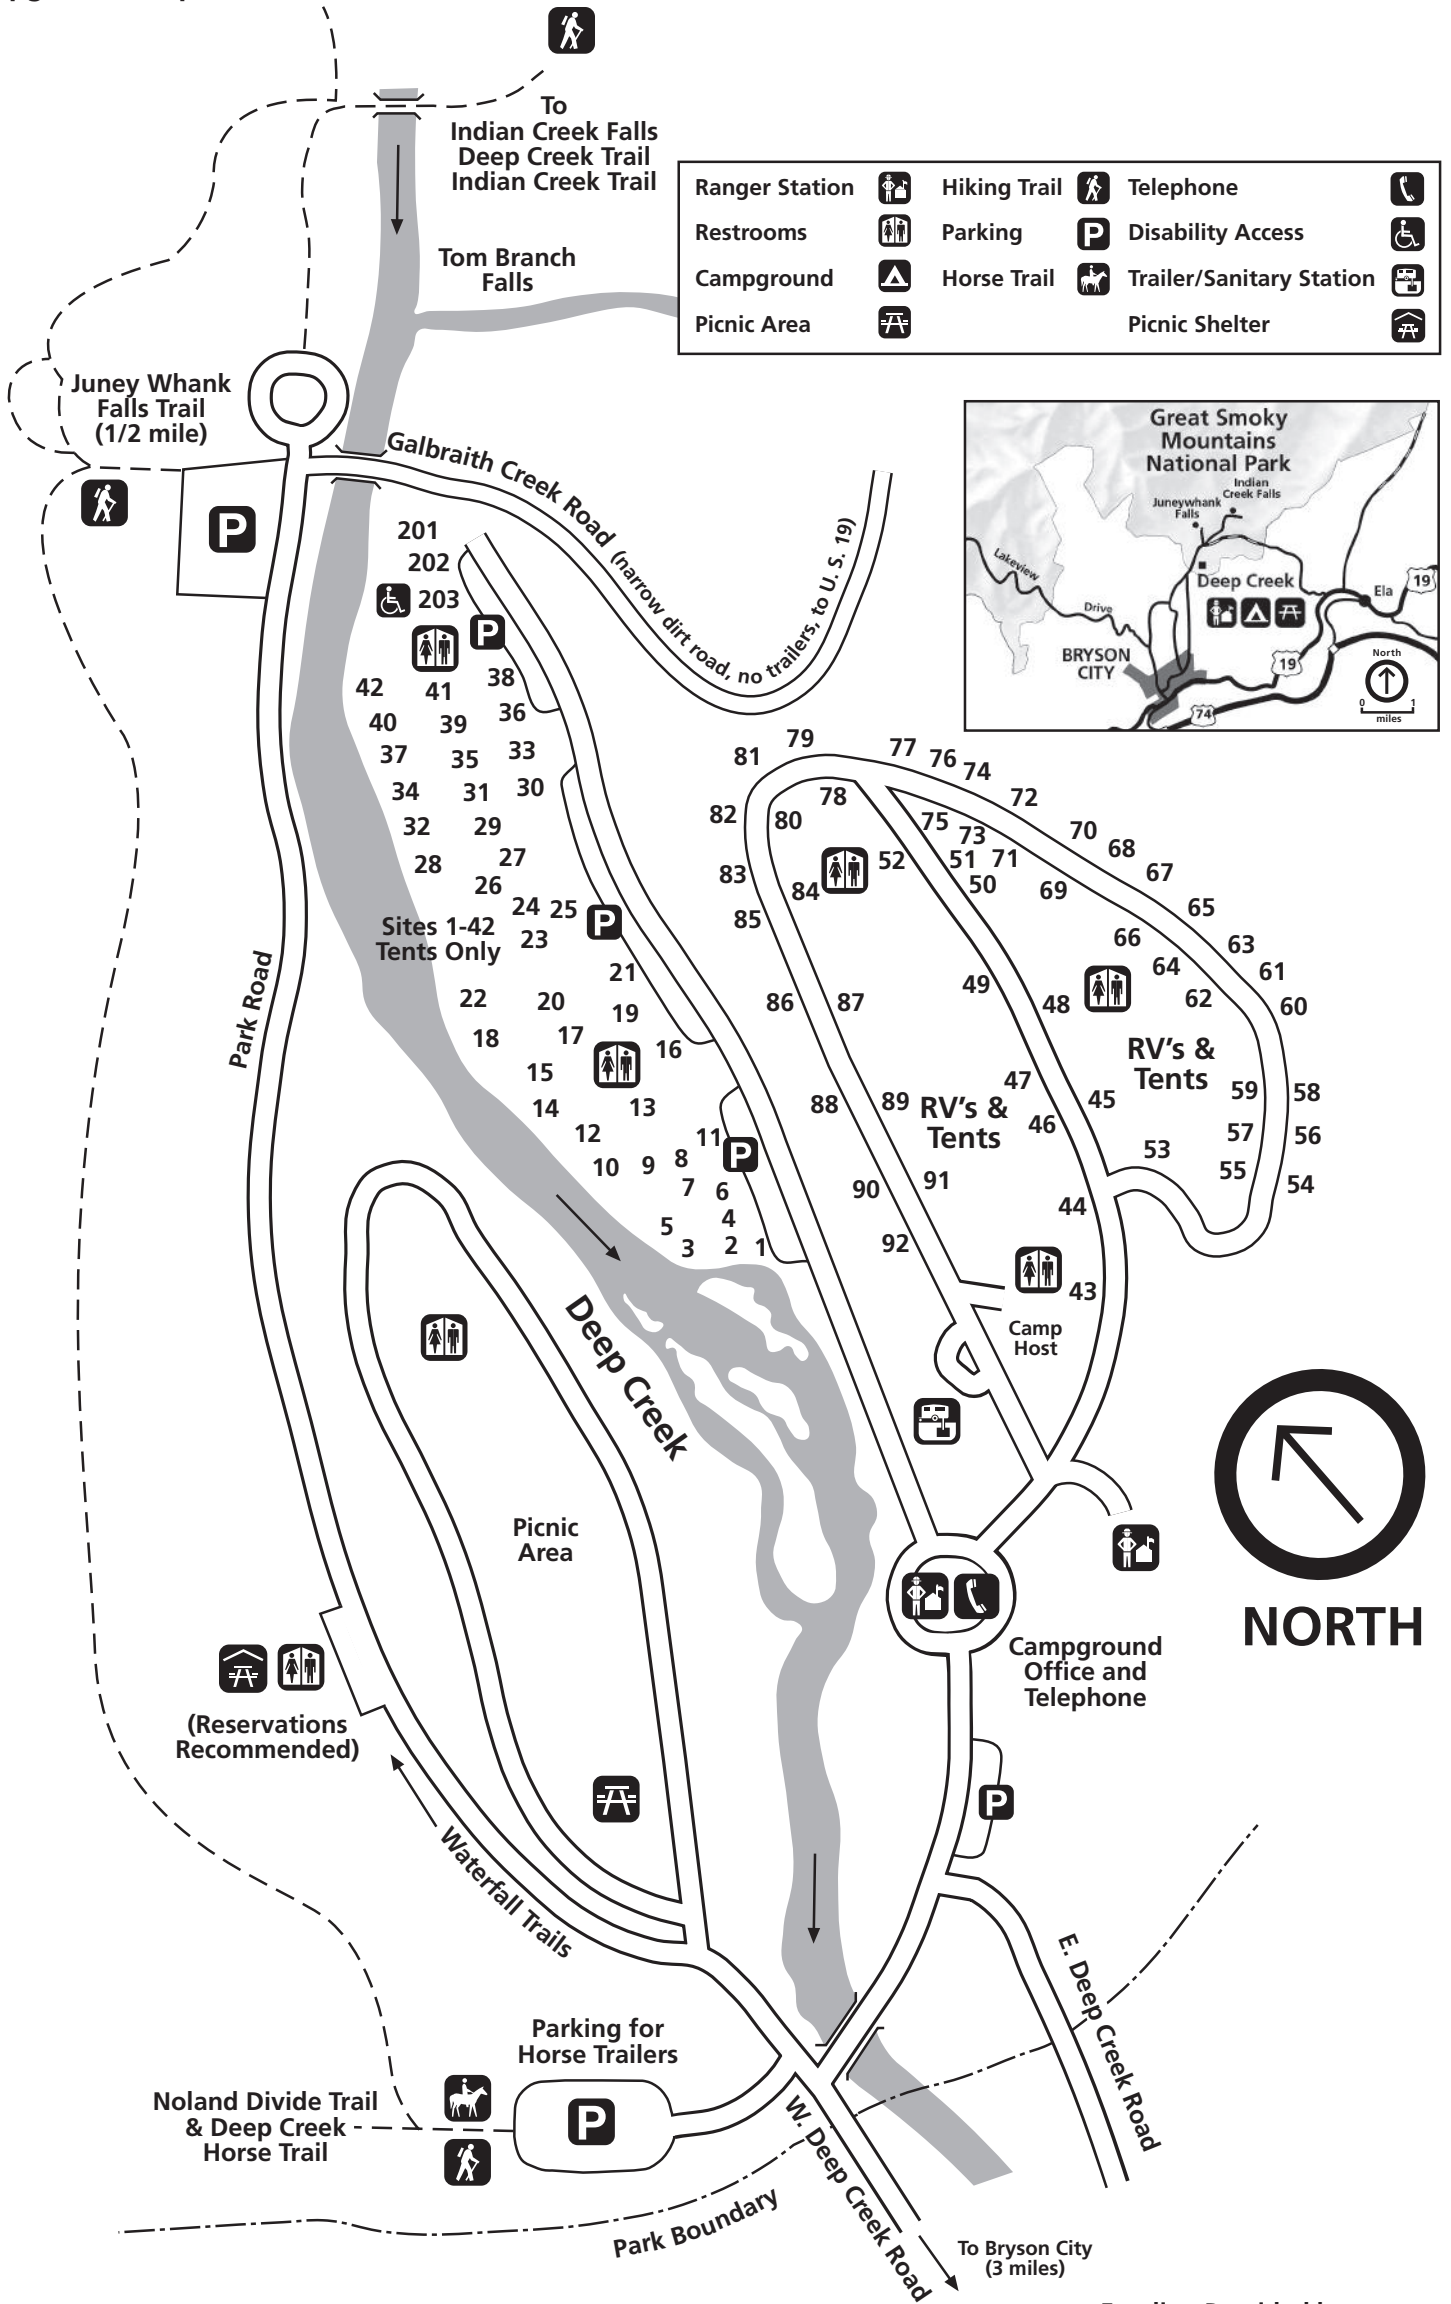 To
Indian Creek Falls
Deep Creek Trail
Indian Creek Trail
Ranger Station
Hiking Trail
Telephone
Restrooms
Parking
P
Disability Access
Campground
Horse Trail
Trailer/Sanitary Station
Picnic Area
Picnic Shelter
Tom Branch
Falls
Juney Whank
Falls Trail
(1/2 mile)
P
Galbraith Creek Road (narrow dirt road, no trailers, to U. S. 19)
Great Smoky
Mountains
National Park
Indian
Creek Falls
Juneywhank
Falls
Lakeview
Drive
Deep Creek
Ela
19
BRYSON
CITY
19
74
North
0 1
miles
201
202
203
P
38
42
41
36
40
39
37
35
33
34
31
30
32
29
28
27
26
24
25
P
Sites 1-42
Tents Only
23
21
22
20
19
18
17
16
15
14
13
12
11
P
10
9
8
7
6
5
4
3
2
1
Park Road
81
79
77
76
74
72
78
82
80
75
73
70
68
52
51
71
67
83
84
50
69
85
65
66
63
64
61
49
62
60
86
87
48
RV's &
Tents
47
59
58
88
89
45
RV's &
Tents
46
57
56
53
55
54
90
91
44
92
43
Camp
Host
Deep Creek
Picnic
Area
NORTH
Campground
Office and
Telephone
(Reservations
Recommended)
P
Waterfall Trails
E. Deep Creek Road
Parking for
Horse Trailers
P
Noland Divide Trail
& Deep Creek
Horse Trail
W. Deep Creek Road
Park Boundary
To Bryson City
(3 miles)